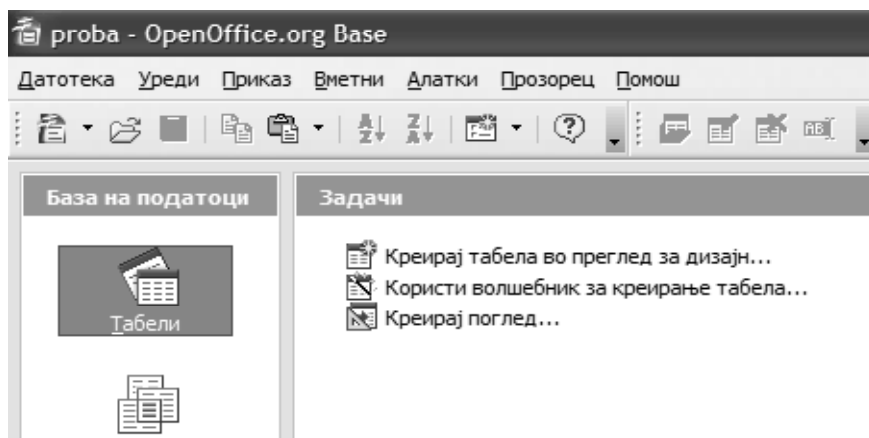 proba - OpenOffice.org Base
Датотека Уреди Приказ Вметни Алатки Прозорец Помош
База на податоци
Задачи
Креирај табела во преглед за дизајн...
Користи волшебник за креирање табела...
Креирај поглед...
Табели